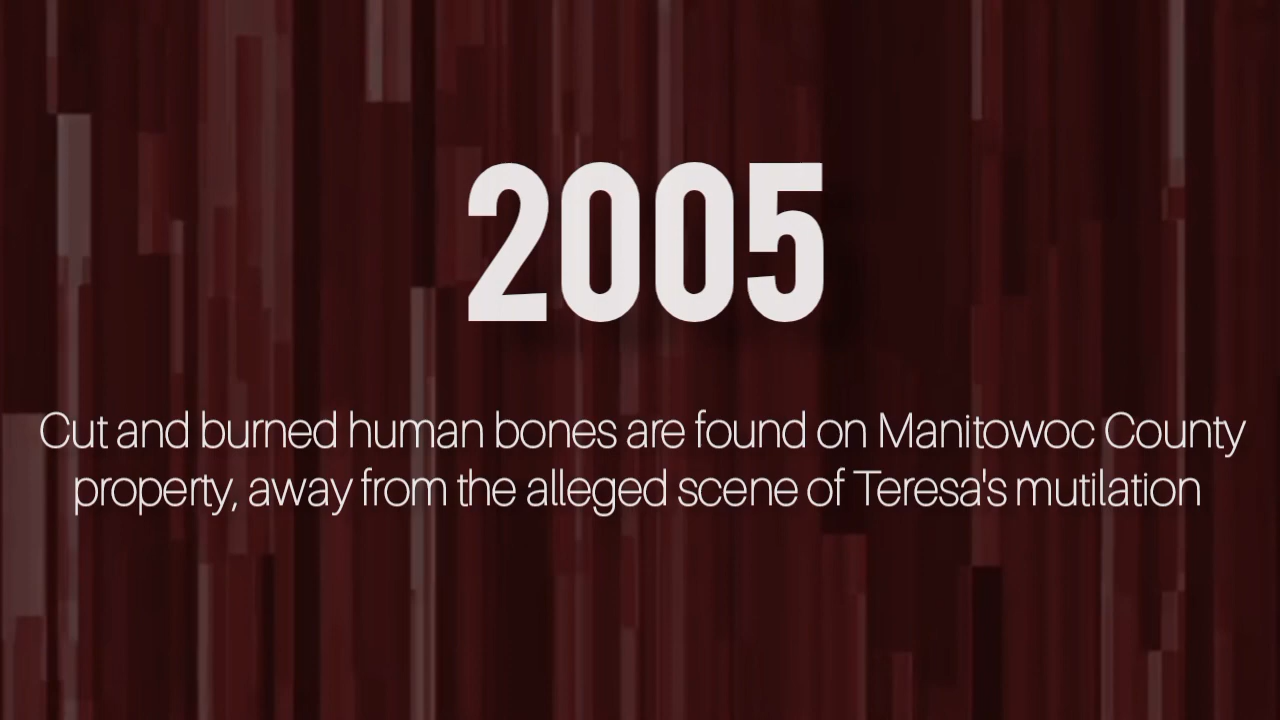 2005
Cut and burned human bones are found on Manitowoc County
property, away from the alleged scene of Teresa's mutilation